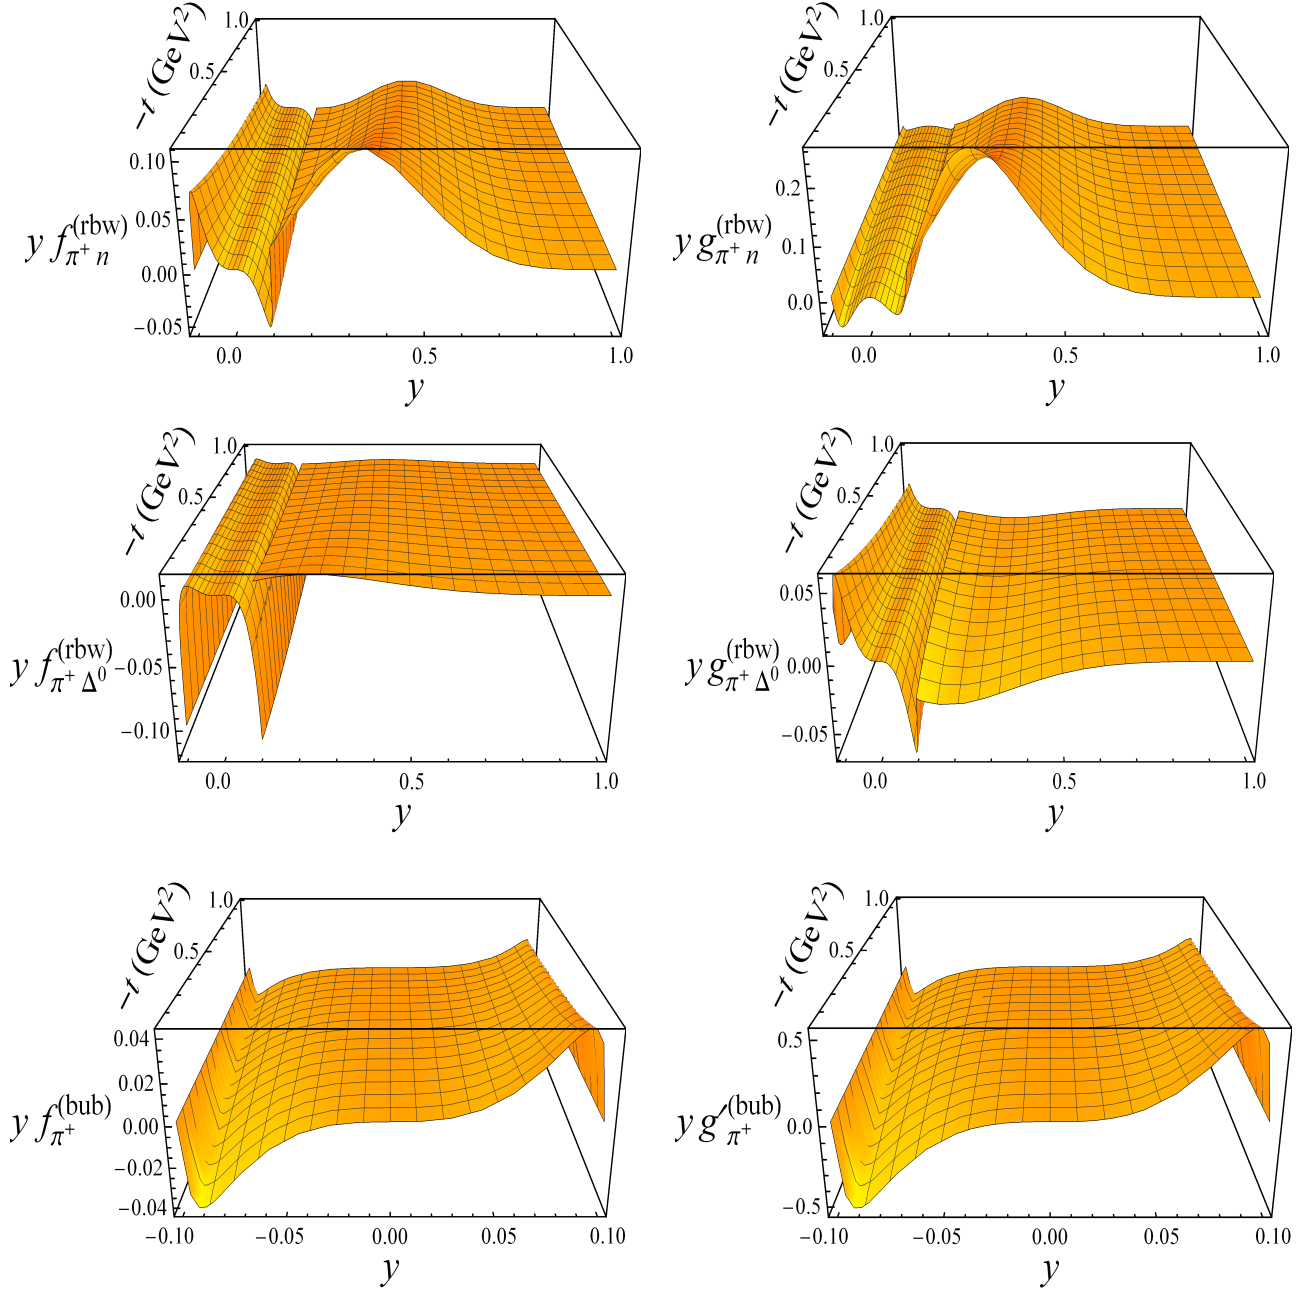 1.0
0.5
−t (GeV²)
0.10
0.05
0.00
−0.05
y f_{π⁺ n}^{(rbw)}
0.0 0.5 1.0
y
1.0
0.5
−t (GeV²)
0.2
0.1
0.0
y g_{π⁺ n}^{(rbw)}
0.0 0.5 1.0
y
1.0
0.5
−t (GeV²)
0.00
−0.05
−0.10
y f_{π⁺ Δ⁰}^{(rbw)}
0.0 0.5 1.0
y
1.0
0.5
−t (GeV²)
0.05
0.00
−0.05
y g_{π⁺ Δ⁰}^{(rbw)}
0.0 0.5 1.0
y
1.0
0.5
−t (GeV²)
0.04
0.02
0.00
−0.02
−0.04
y f_{π⁺}^{(bub)}
−0.10 −0.05 0.00 0.05 0.10
y
1.0
0.5
−t (GeV²)
0.5
0.0
−0.5
y g′_{π⁺}^{(bub)}
−0.10 −0.05 0.00 0.05 0.10
y